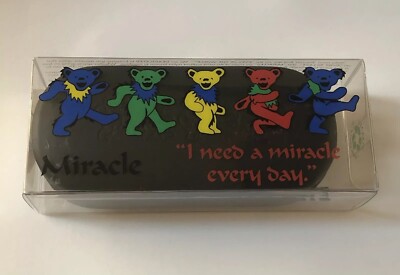 Miracle
"I need a miracle
every day."